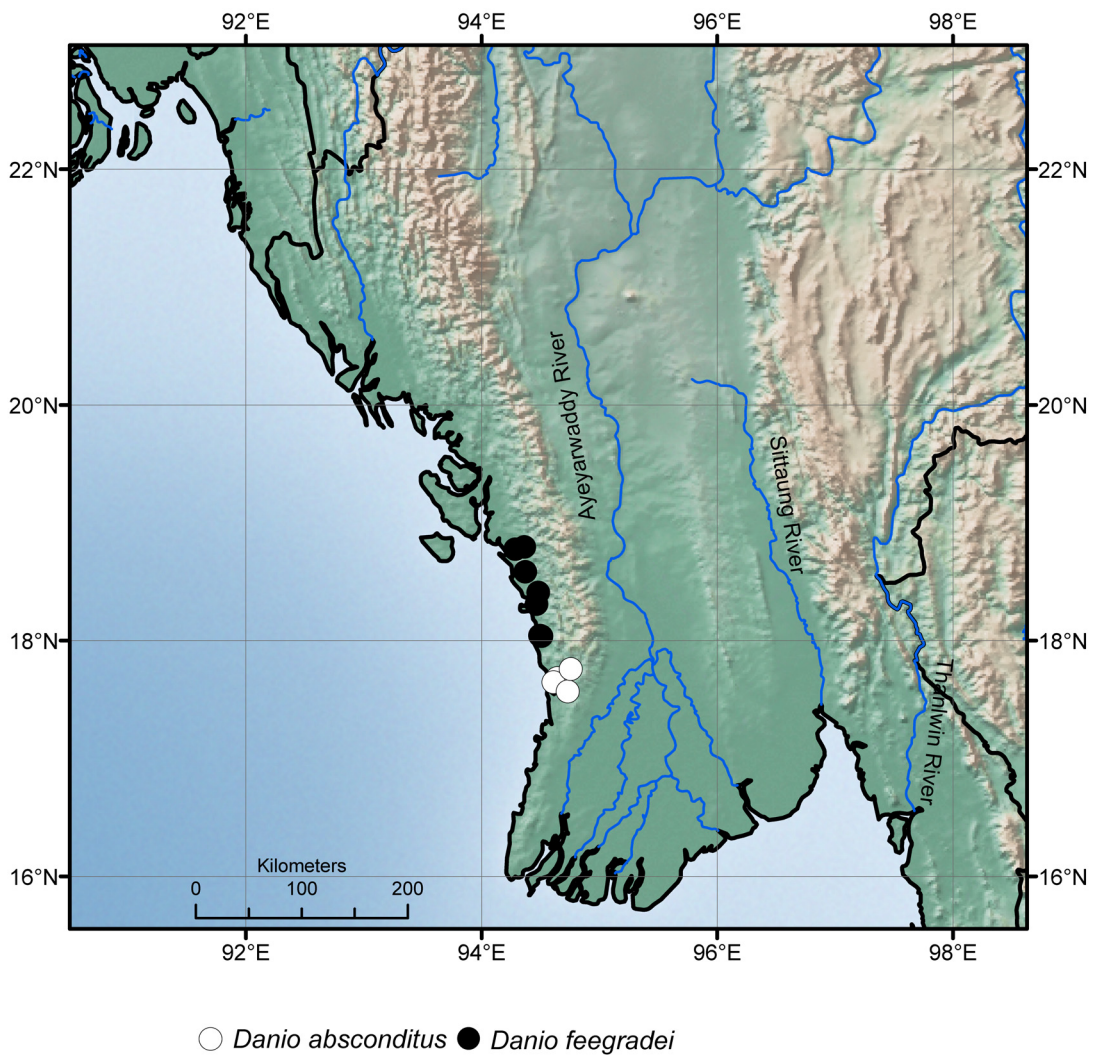 92°E 94°E 96°E 98°E
22°N 22°N
Ayeyarwaddy River
20°N 20°N
Sittaung River
18°N 18°N
Thanlwin River
Kilometers
0 100 200
16°N 16°N
92°E 94°E 96°E 98°E
Danio absconditus Danio feegradei